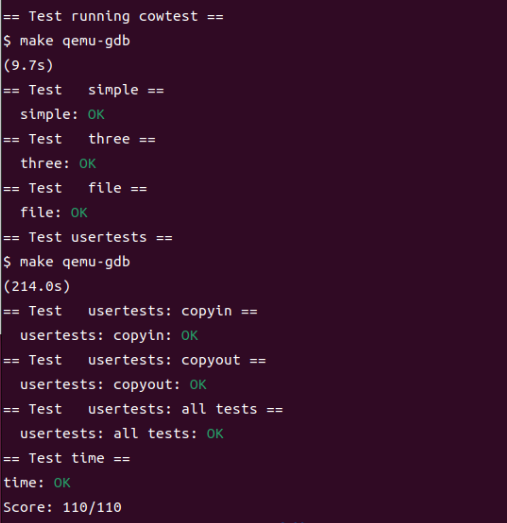 == Test running cowtest ==
$ make qemu-gdb
(9.7s)
== Test   simple ==
  simple: OK
== Test   three ==
  three: OK
== Test   file ==
  file: OK
== Test usertests ==
$ make qemu-gdb
(214.0s)
== Test   usertests: copyin ==
  usertests: copyin: OK
== Test   usertests: copyout ==
  usertests: copyout: OK
== Test   usertests: all tests ==
  usertests: all tests: OK
== Test time ==
time: OK
Score: 110/110